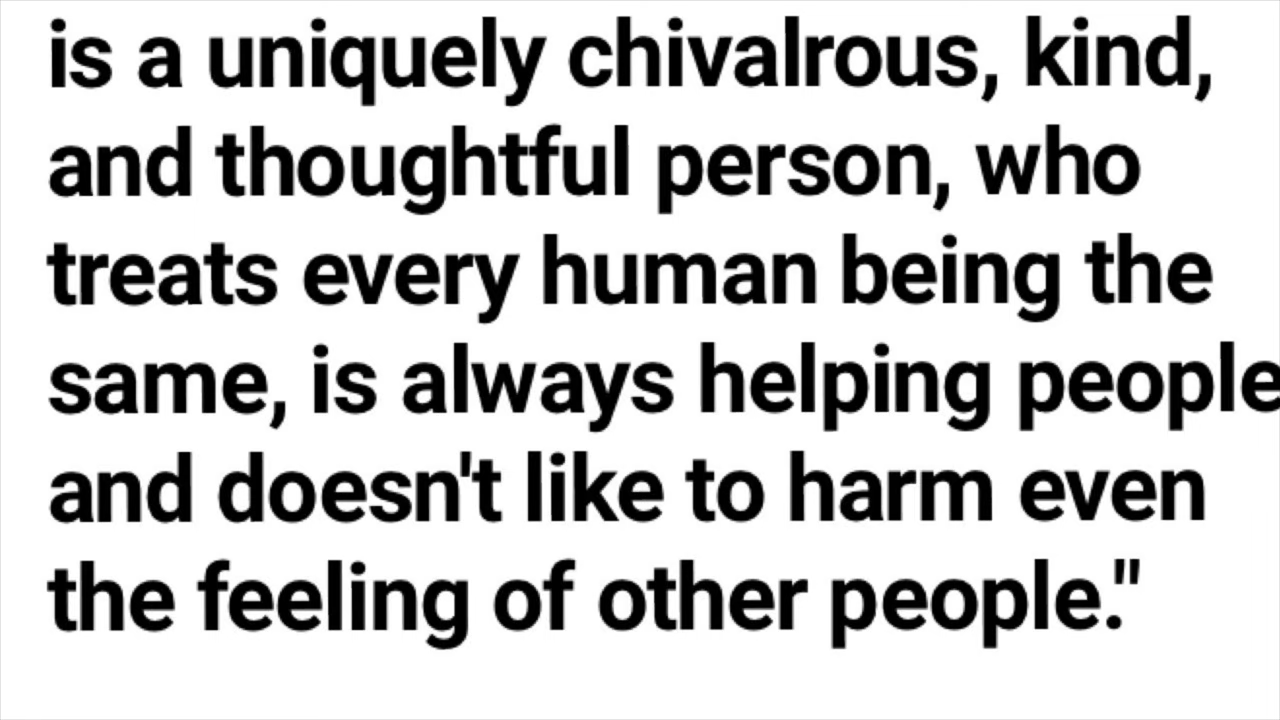 is a uniquely chivalrous, kind,
and thoughtful person, who
treats every human being the
same, is always helping people
and doesn't like to harm even
the feeling of other people."